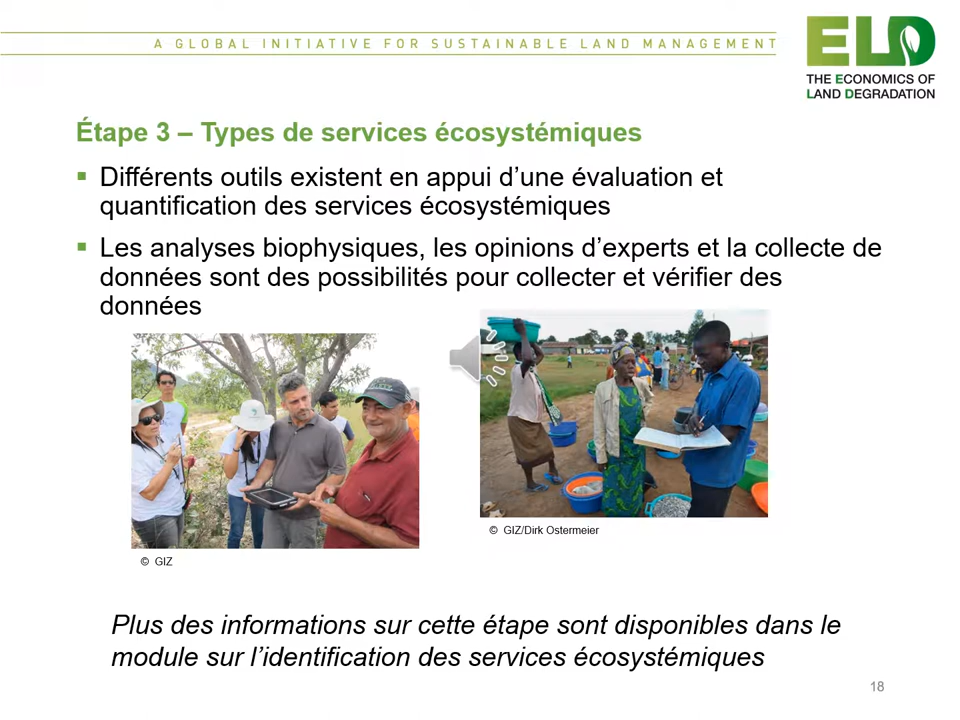 A GLOBAL INITIATIVE FOR SUSTAINABLE LAND MANAGEMENT
ELD
THE ECONOMICS OF
LAND DEGRADATION
Étape 3 – Types de services écosystémiques
Différents outils existent en appui d’une évaluation et
quantification des services écosystémiques
Les analyses biophysiques, les opinions d’experts et la collecte de
données sont des possibilités pour collecter et vérifier des
données
© GIZ/Dirk Ostermeier
© GIZ
Plus des informations sur cette étape sont disponibles dans le
module sur l’identification des services écosystémiques
18